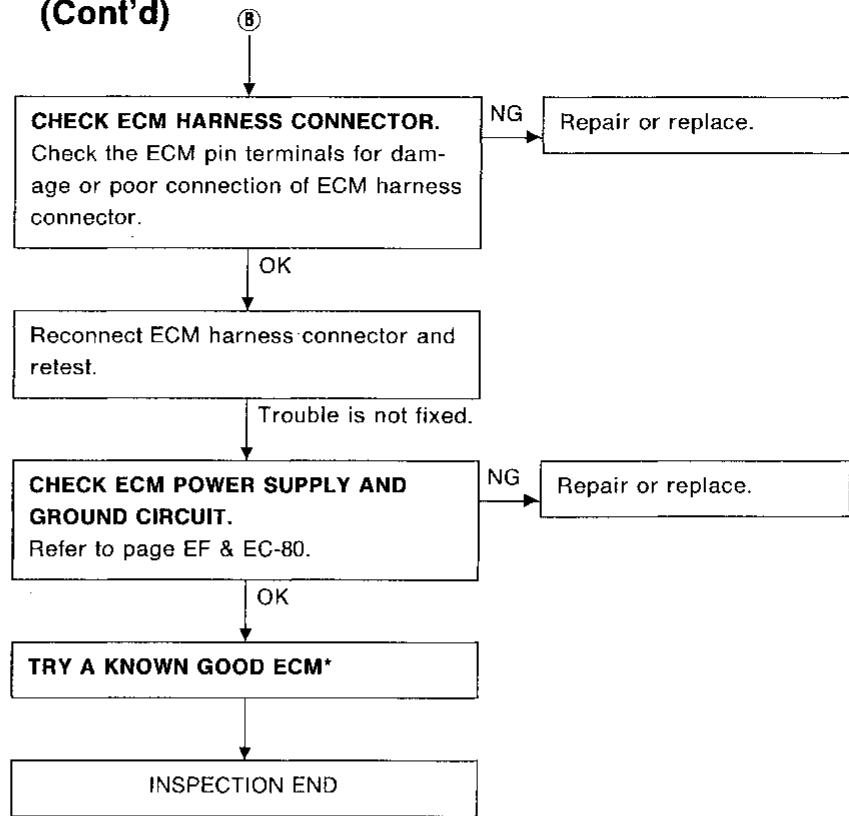 (Cont'd)
Ⓑ
CHECK ECM HARNESS CONNECTOR.
Check the ECM pin terminals for dam-
age or poor connection of ECM harness
connector.
NG
Repair or replace.
OK
Reconnect ECM harness connector and
retest.
Trouble is not fixed.
CHECK ECM POWER SUPPLY AND
GROUND CIRCUIT.
Refer to page EF & EC-80.
NG
Repair or replace.
OK
TRY A KNOWN GOOD ECM*
INSPECTION END